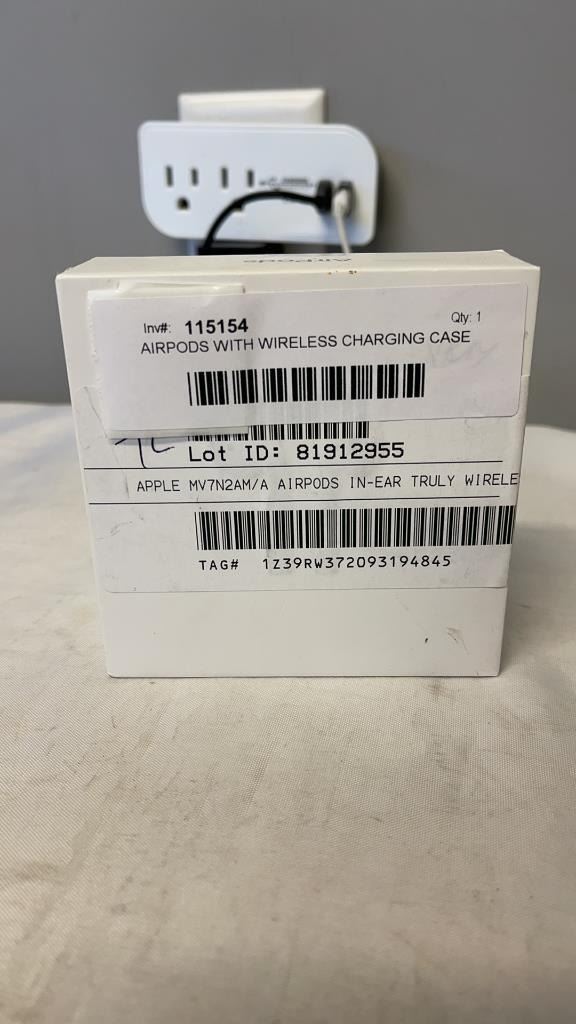 AirPods
Inv#: 115154 Qty: 1
AIRPODS WITH WIRELESS CHARGING CASE
Lot ID: 81912955
APPLE MV7N2AM/A AIRPODS IN-EAR TRULY WIRELE
TAG# 1Z39RW372093194845